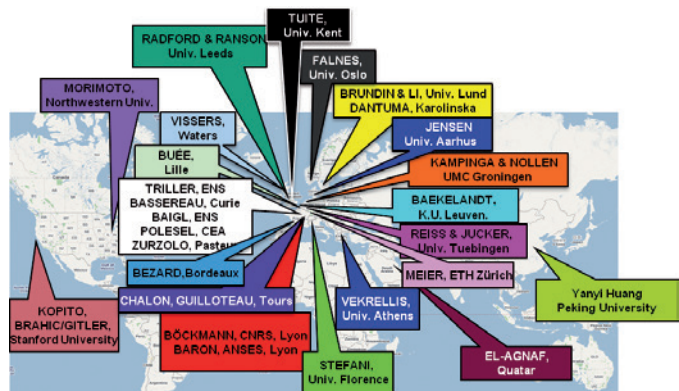 TUITE,
Univ. Kent
RADFORD & RANSON
Univ. Leeds
FALNES,
Univ. Oslo
MORIMOTO,
Northwestern Univ.
BRUNDIN & LI, Univ. Lund
DANTUMA, Karolinska
VISSERS,
Waters
JENSEN
Univ. Aarhus
BUÉE,
Lille
KAMPINGA & NOLLEN
UMC Groningen
TRILLER, ENS
BASSEREAU, Curie
BAIGL, ENS
POLESEL, CEA
ZURZOLO, Pasteur
BAEKELANDT,
K.U. Leuven.
REISS & JUCKER,
Univ. Tuebingen
BEZARD,Bordeaux
MEIER, ETH Zürich
CHALON, GUILLOTEAU, Tours
VEKRELLIS,
Univ. Athens
Yanyi Huang
Peking University
KOPITO,
BRAHIC/GITLER,
Stanford University
BÖCKMANN, CNRS, Lyon
BARON, ANSES, Lyon
STEFANI,
Univ. Florence
EL-AGNAF,
Quatar